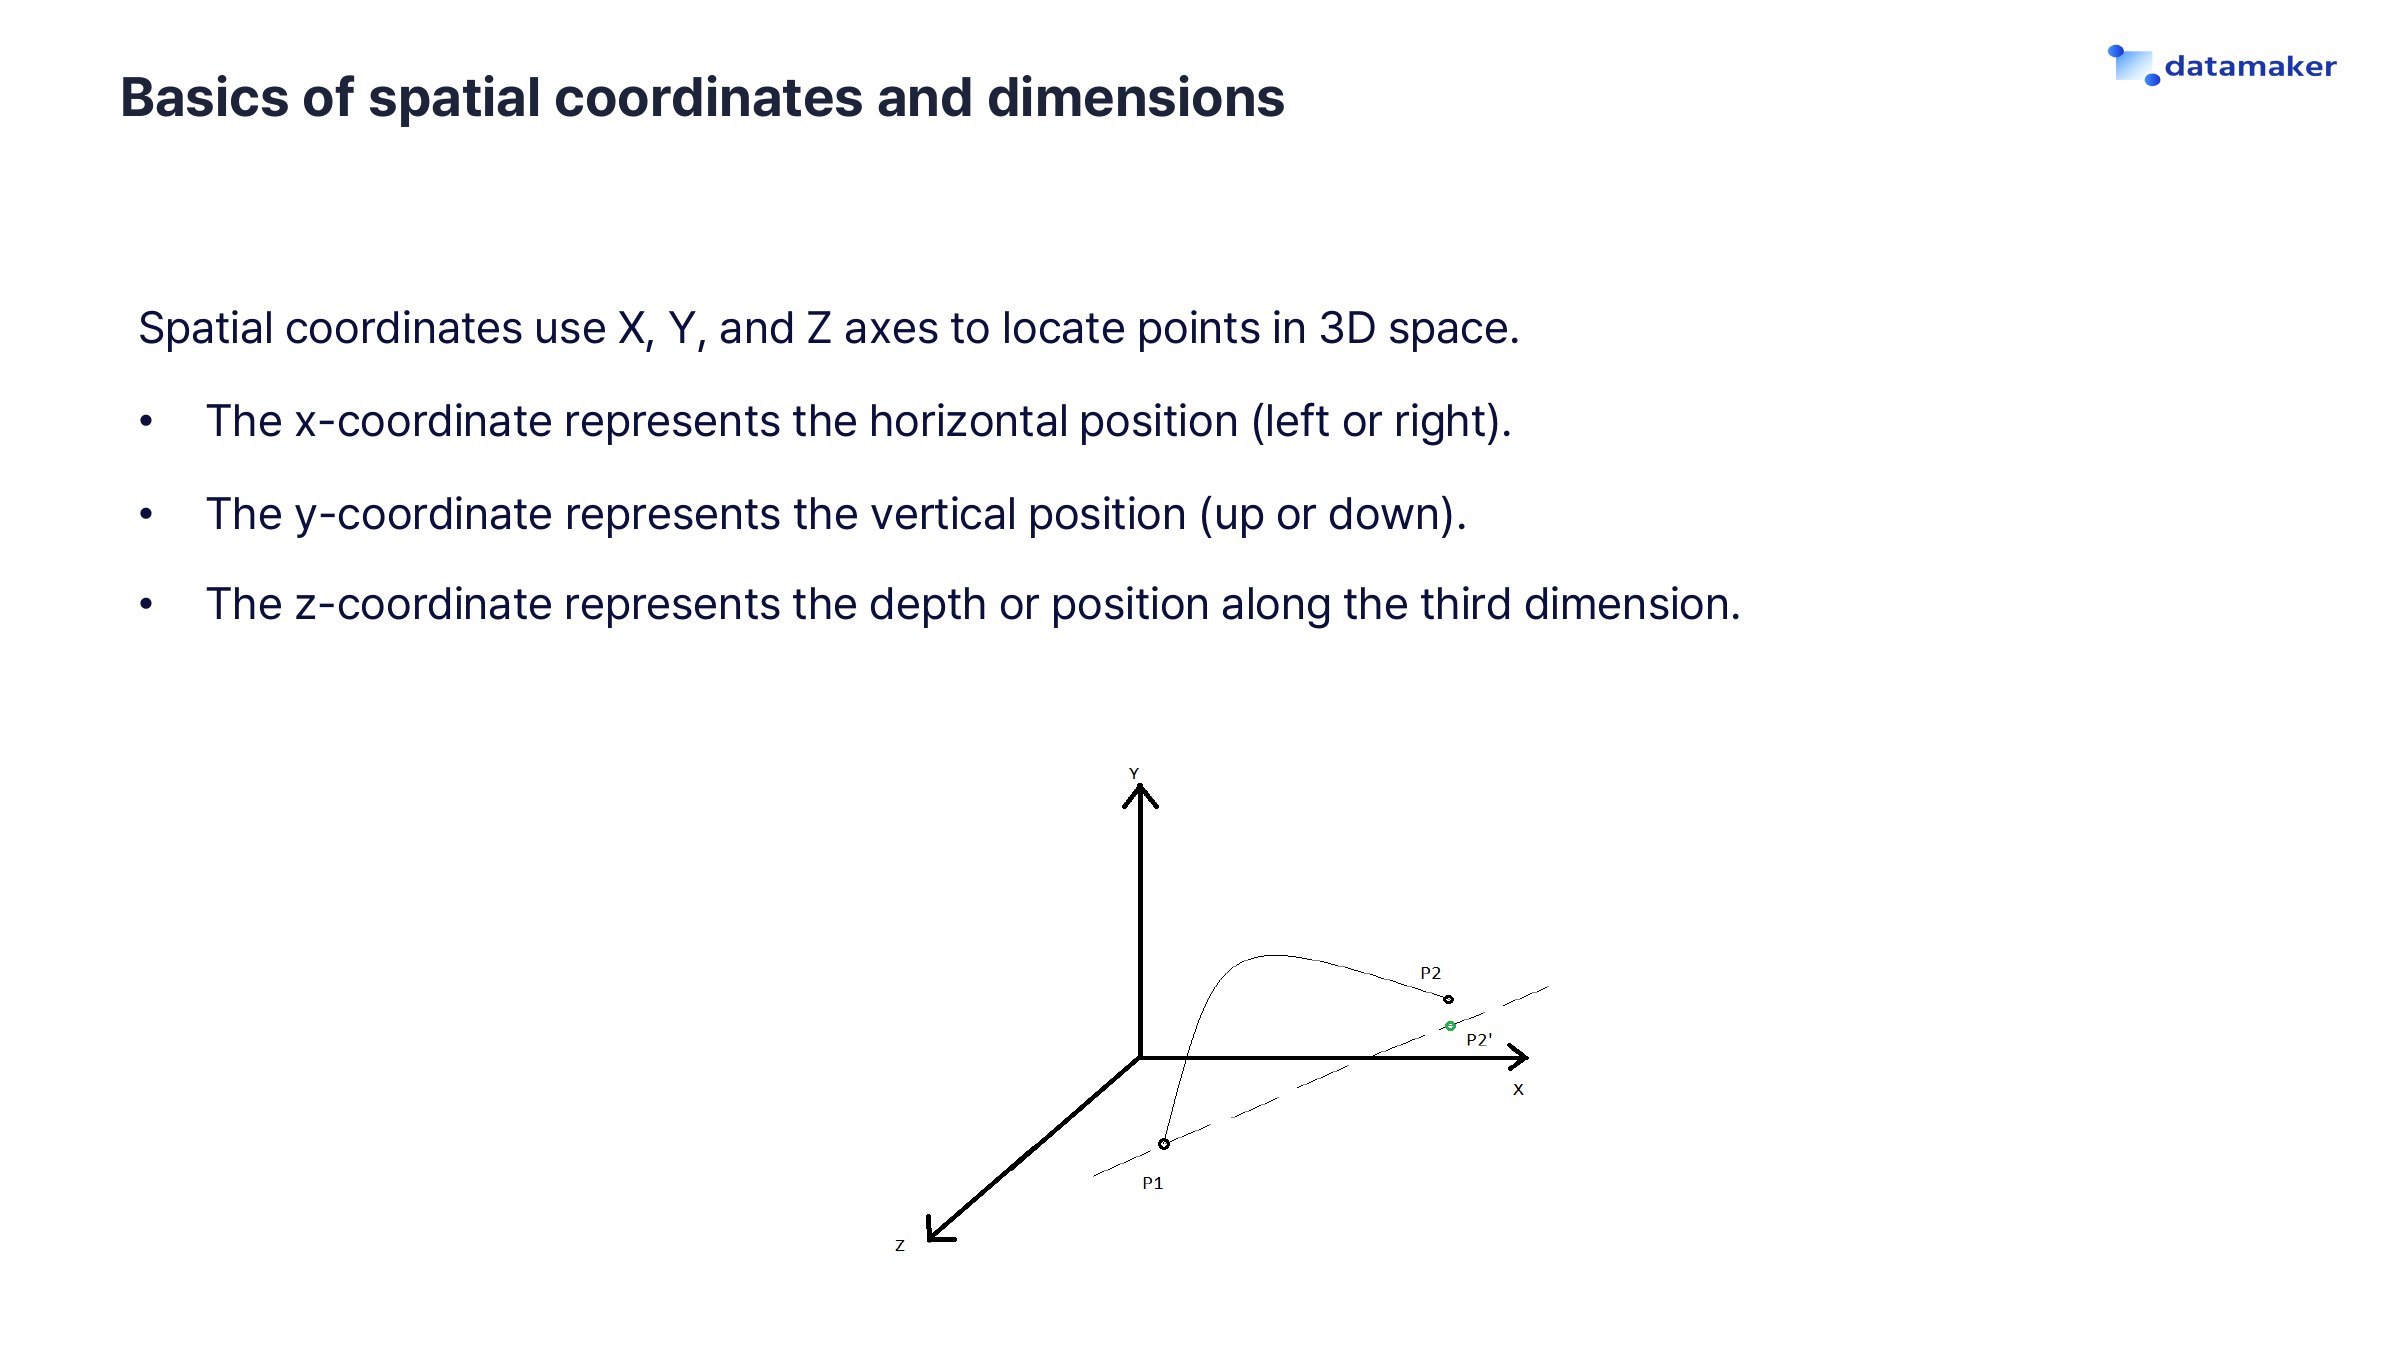 Basics of spatial coordinates and dimensions
datamaker
Spatial coordinates use X, Y, and Z axes to locate points in 3D space.
• The x-coordinate represents the horizontal position (left or right).
• The y-coordinate represents the vertical position (up or down).
• The z-coordinate represents the depth or position along the third dimension.
Y
P2
P2'
X
P1
Z